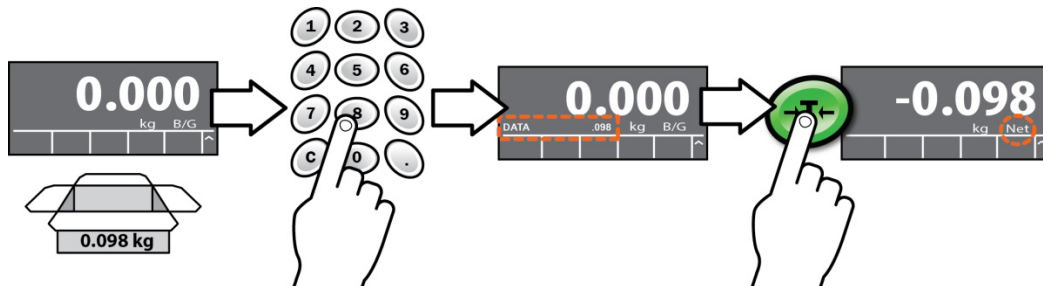 0.000
kg B/G
^
0.098 kg
1 2 3
4 5 6
7 8 9
C 0 .
0.000
DATA .098 kg B/G
^
T
-0.098
kg Net
^